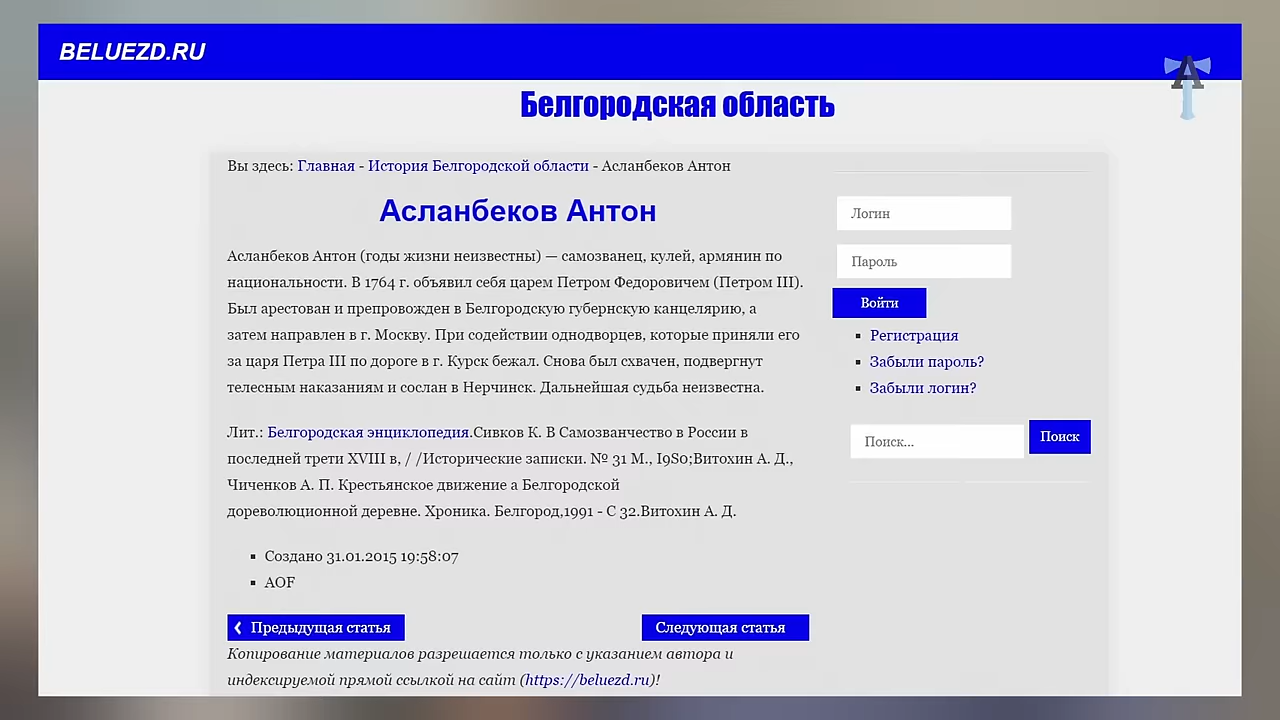 BELUEZD.RU
Белгородская область
Вы здесь: Главная - История Белгородской области - Асланбеков Антон
Асланбеков Антон
Асланбеков Антон (годы жизни неизвестны) — самозванец, кулей, армянин по
национальности. В 1764 г. объявил себя царем Петром Федоровичем (Петром III).
Был арестован и препровожден в Белгородскую губернскую канцелярию, а
затем направлен в г. Москву. При содействии однодворцев, которые приняли его
за царя Петра III по дороге в г. Курск бежал. Снова был схвачен, подвергнут
телесным наказаниям и сослан в Нерчинск. Дальнейшая судьба неизвестна.
Лит.: Белгородская энциклопедия.Сивков К. В Самозванчество в России в
последней трети XVIII в, / /Исторические записки. № 31 М., I9S0;Витохин А. Д.,
Чиченков А. П. Крестьянское движение а Белгородской
дореволюционной деревне. Хроника. Белгород,1991 - С 32.Витохин А. Д.
Создано 31.01.2015 19:58:07
AOF
Предыдущая статья
Следующая статья
Копирование материалов разрешается только с указанием автора и
индексируемой прямой ссылкой на сайт (https://beluezd.ru)!
Логин
Пароль
Войти
Регистрация
Забыли пароль?
Забыли логин?
Поиск...
Поиск